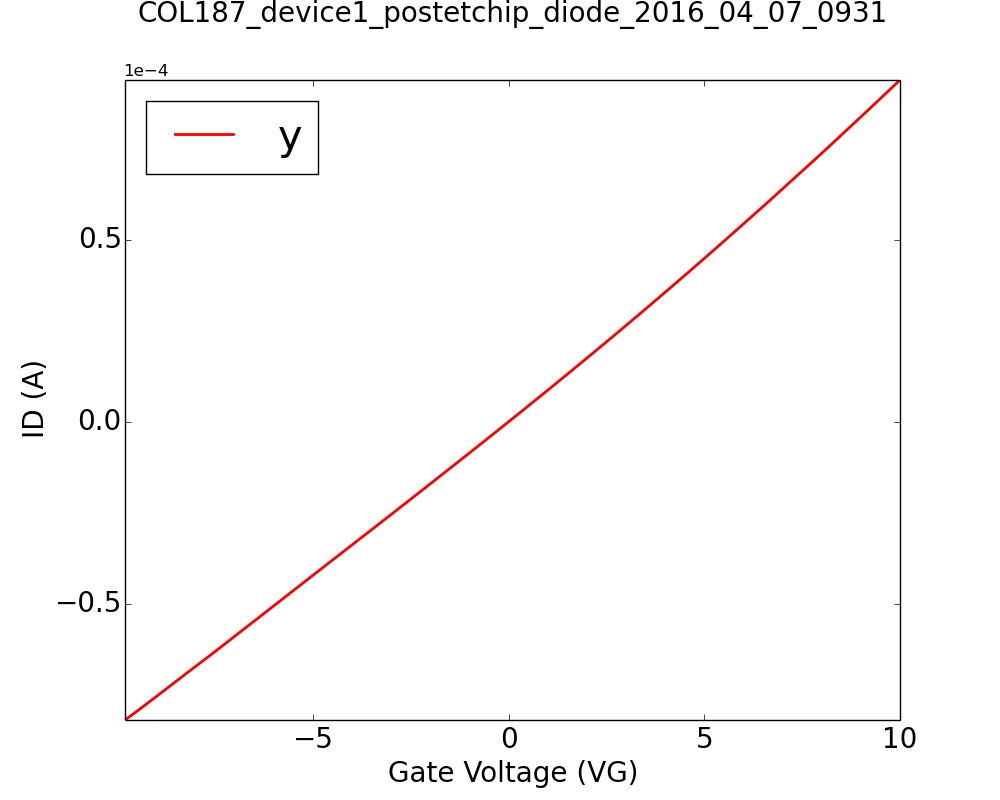 COL187_device1_postetchip_diode_2016_04_07_0931
1e−4
y
0.5
0.0
−0.5
ID (A)
−5 0 5 10
Gate Voltage (VG)